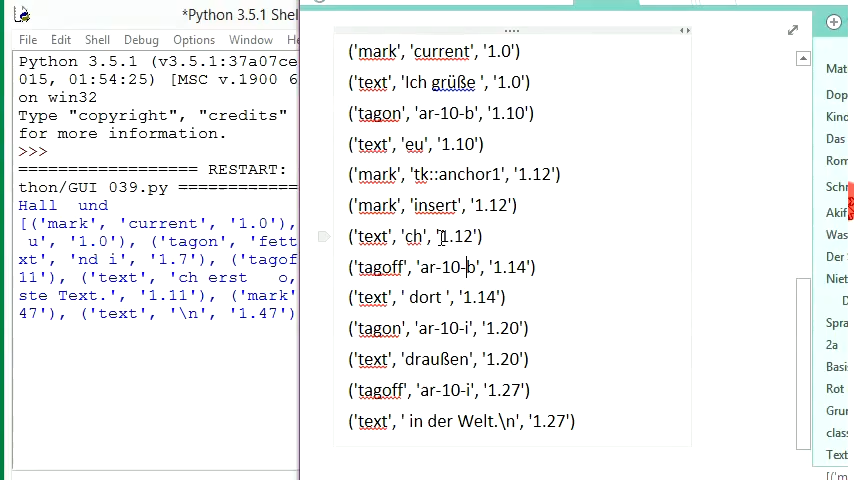 *Python 3.5.1 Shel
File Edit Shell Debug Options Window He
Python 3.5.1 (v3.5.1:37a07ce
015, 01:54:25) [MSC v.1900 6
on win32
Type "copyright", "credits"
for more information.
>>>
================== RESTART:
thon/GUI 039.py ============
Hall  und
[('mark', 'current', '1.0'),
 u', '1.0'), ('tagon', 'fett
xt', 'nd i', '1.7'), ('tagof
11'), ('text', 'ch erst   o,
ste Text.', '1.11'), ('mark'
47'), ('text', '\n', '1.47')
('mark', 'current', '1.0')
('text', 'Ich grüße ', '1.0')
('tagon', 'ar-10-b', '1.10')
('text', 'eu', '1.10')
('mark', 'tk::anchor1', '1.12')
('mark', 'insert', '1.12')
('text', 'ch', '1.12')
('tagoff', 'ar-10-b', '1.14')
('text', ' dort ', '1.14')
('tagon', 'ar-10-i', '1.20')
('text', 'draußen', '1.20')
('tagoff', 'ar-10-i', '1.27')
('text', ' in der Welt.\n', '1.27')
Mat
Dop
Kinc
Das
Rom
Schr
Akif
Was
Der
Niet
D
Spra
2a
Basis
Rot
Grun
class
Text
[('m